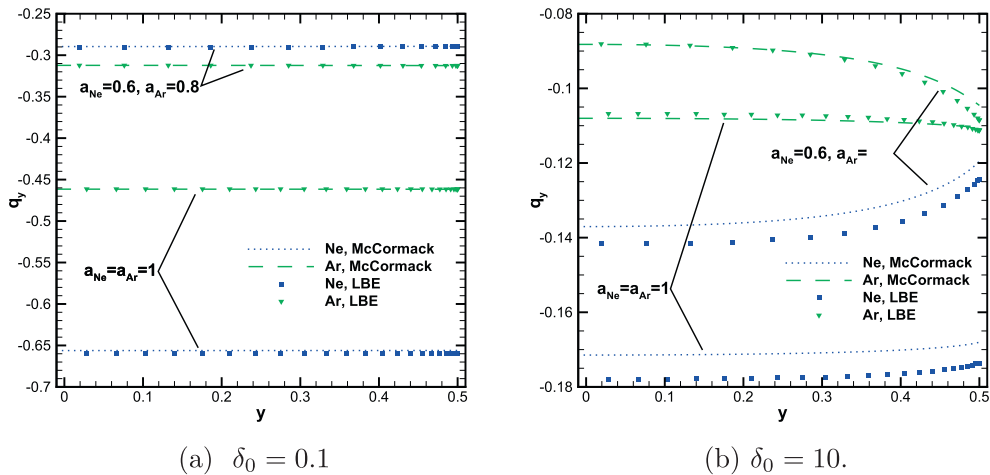 -0.25
-0.3
-0.35
-0.4
-0.45
-0.5
-0.55
-0.6
-0.65
-0.7
q_y
a_Ne=0.6, a_Ar=0.8
a_Ne=a_Ar=1
Ne, McCormack
Ar, McCormack
Ne, LBE
Ar, LBE
0 0.1 0.2 0.3 0.4 0.5
y
(a) δ₀ = 0.1
-0.08
-0.1
-0.12
-0.14
-0.16
-0.18
q_y
a_Ne=0.6, a_Ar=
a_Ne=a_Ar=1
Ne, McCormack
Ar, McCormack
Ne, LBE
Ar, LBE
0 0.1 0.2 0.3 0.4 0.5
y
(b) δ₀ = 10.